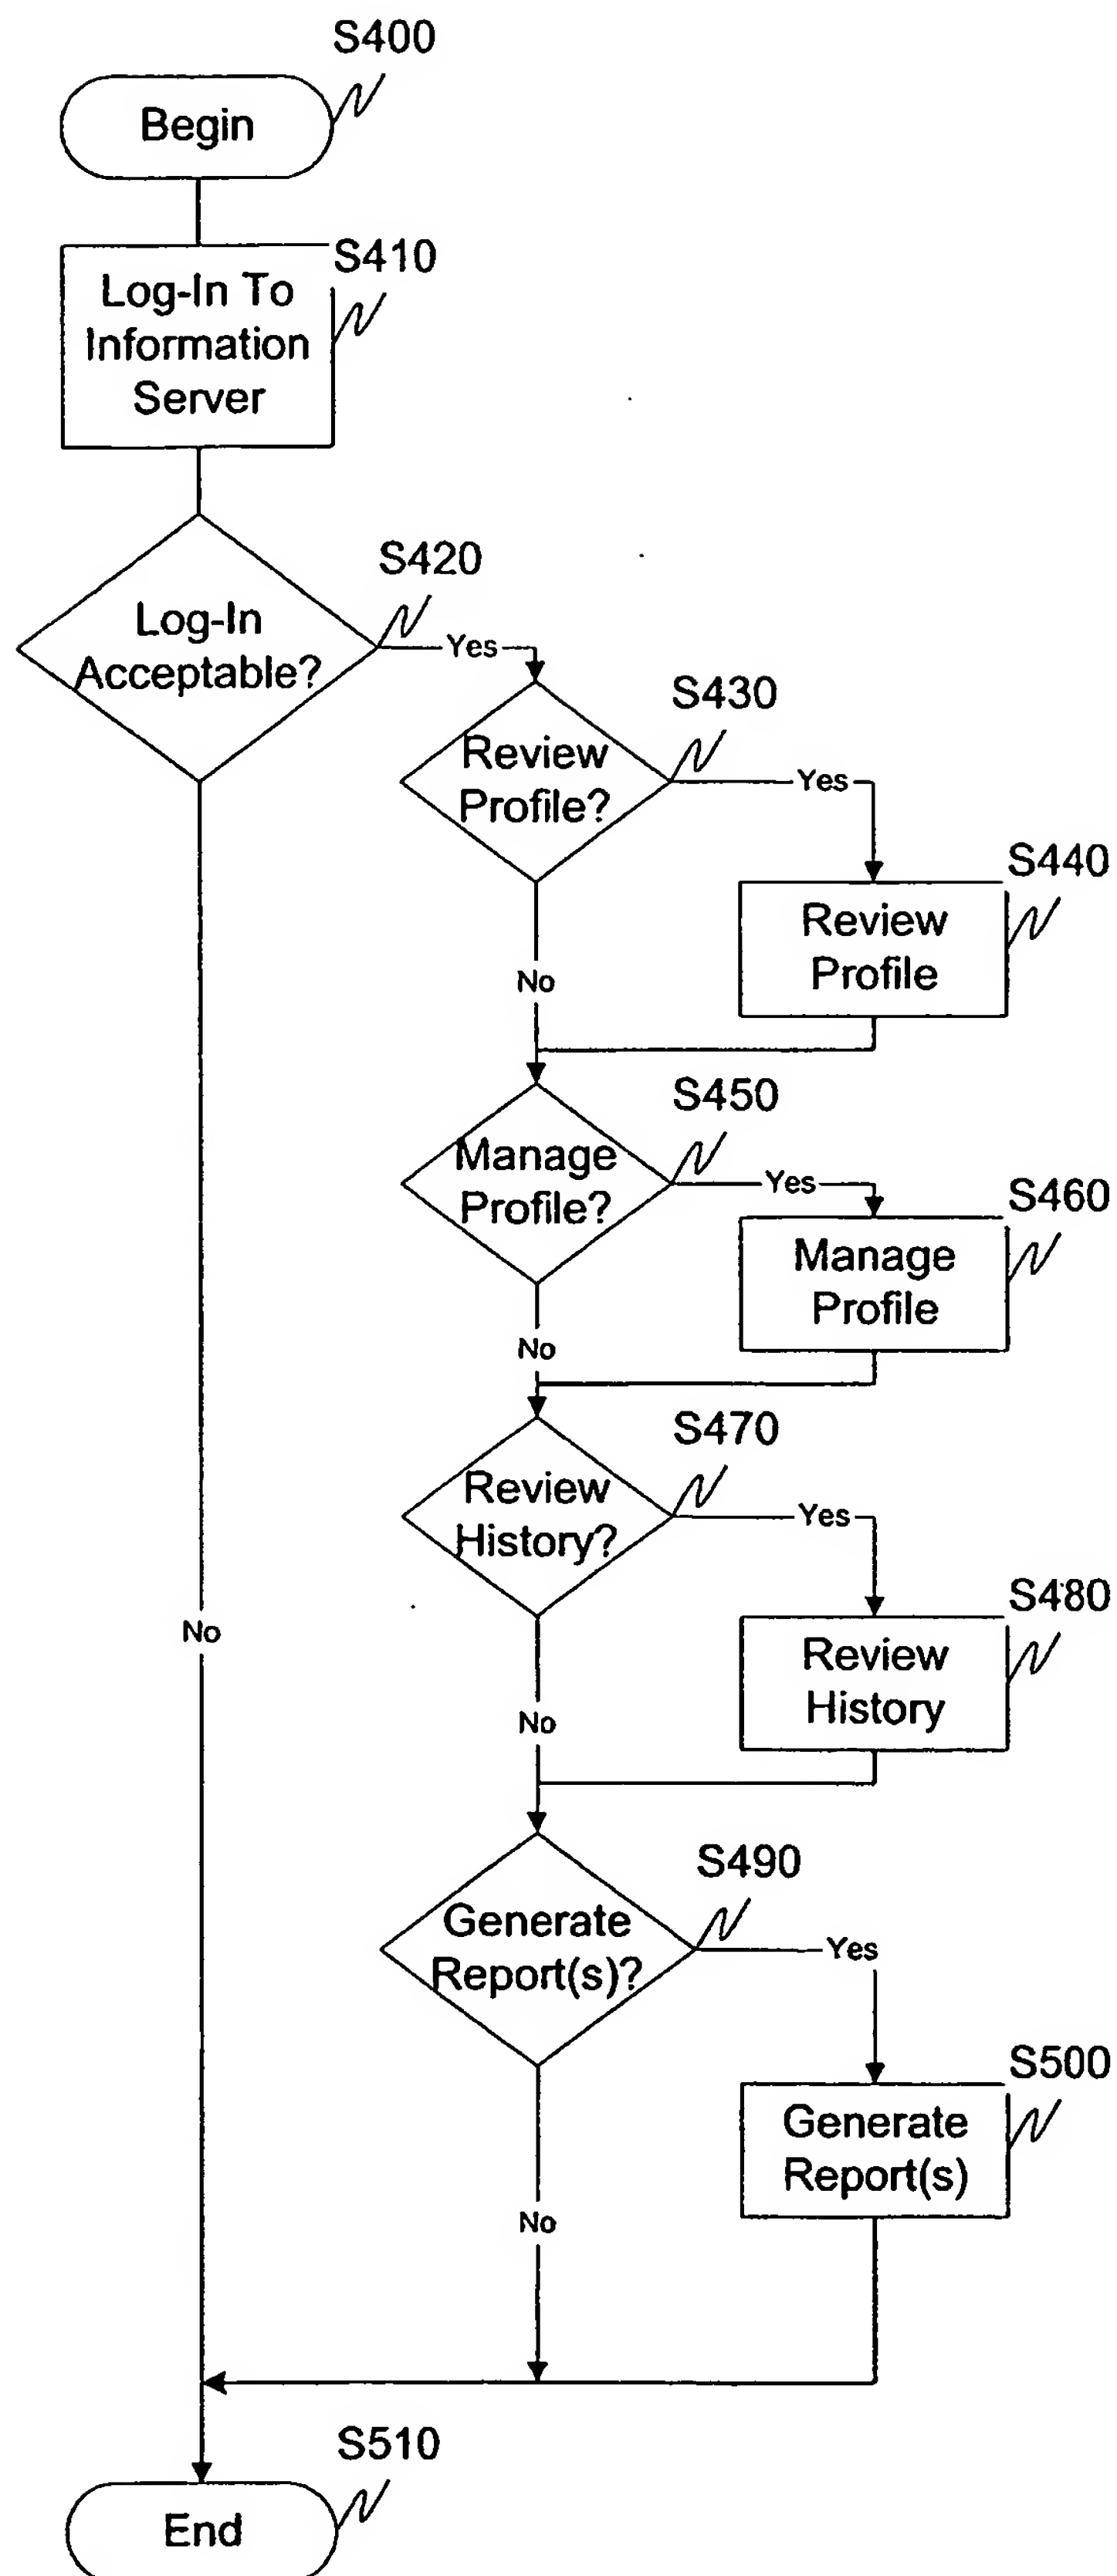 S400
Begin
S410
Log-In To
Information
Server
S420
Log-In
Acceptable?
Yes
S430
Review
Profile?
Yes
S440
Review
Profile
No
S450
Manage
Profile?
Yes
S460
Manage
Profile
No
S470
Review
History?
Yes
S480
Review
History
No
No
S490
Generate
Report(s)?
Yes
S500
Generate
Report(s)
No
S510
End